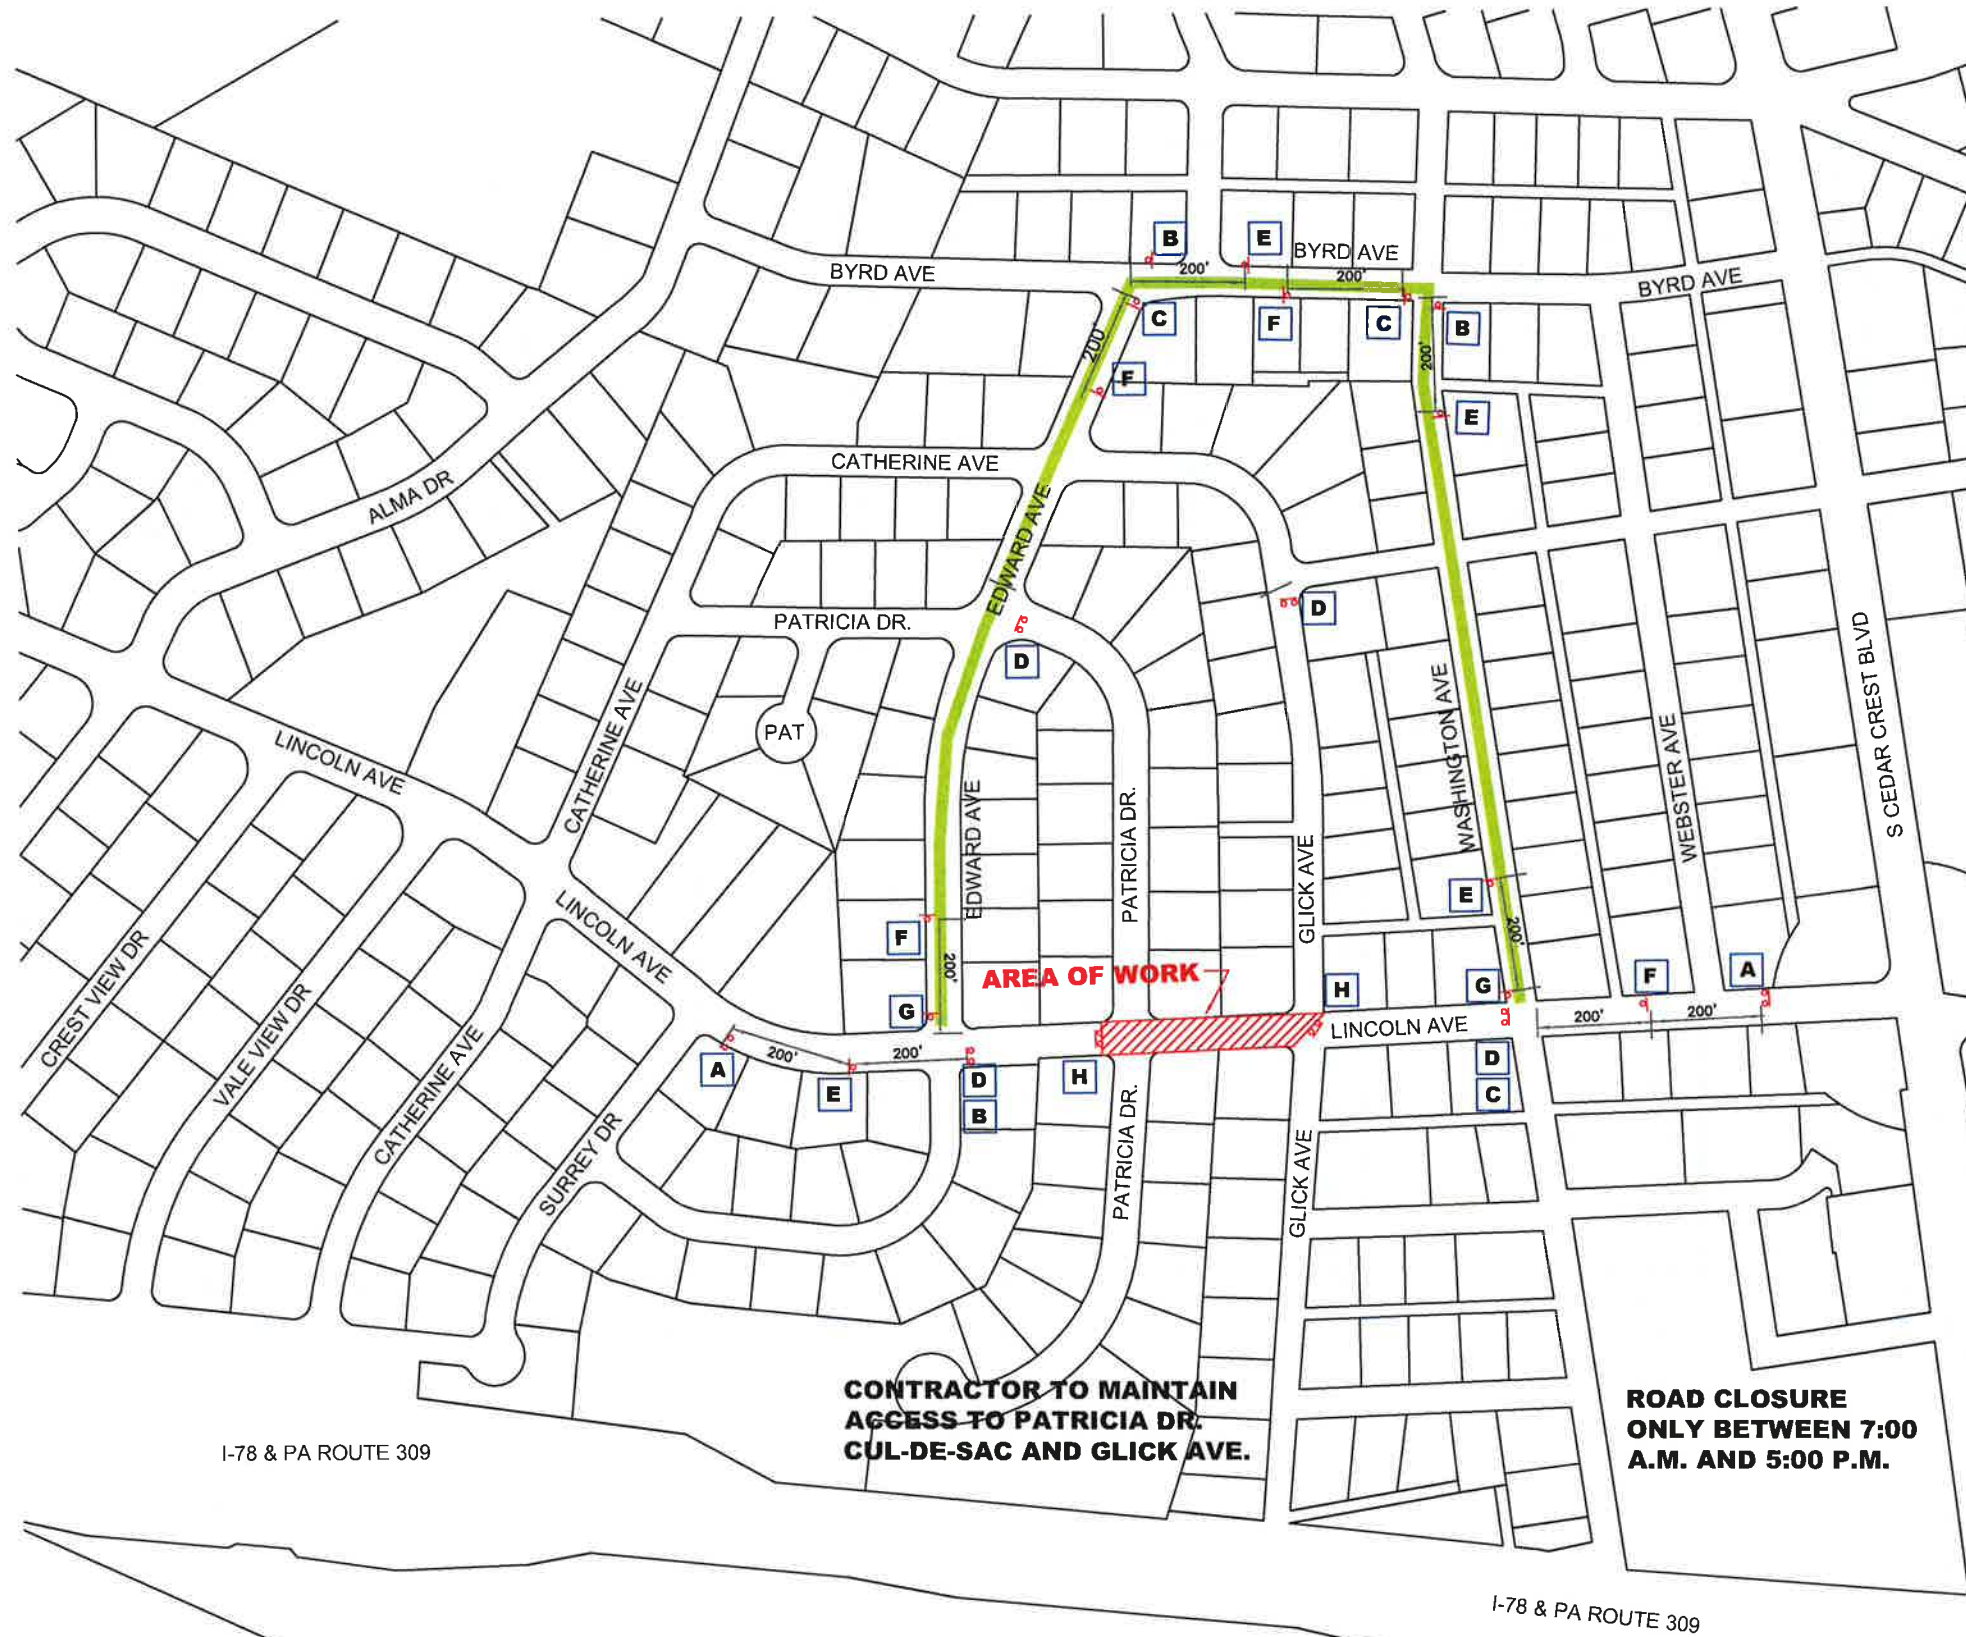 B
E
BYRD AVE
BYRD AVE
BYRD AVE
200'
200'
C
F
C
B
200'
200'
F
E
CATHERINE AVE
ALMA DR
EDWARD AVE
D
PATRICIA DR.
D
PAT
LINCOLN AVE
CATHERINE AVE
WASHINGTON AVE
WEBSTER AVE
S CEDAR CREST BLVD
EDWARD AVE
PATRICIA DR.
GLICK AVE
E
LINCOLN AVE
F
200'
200'
AREA OF WORK
CREST VIEW DR
VALE VIEW DR
CATHERINE AVE
SURREY DR
G
H
G
F
A
LINCOLN AVE
200'
200'
200'
200'
A
E
D
B
H
D
C
PATRICIA DR.
GLICK AVE
CONTRACTOR TO MAINTAIN
ACCESS TO PATRICIA DR.
CUL-DE-SAC AND GLICK AVE.
ROAD CLOSURE
ONLY BETWEEN 7:00
A.M. AND 5:00 P.M.
I-78 & PA ROUTE 309
I-78 & PA ROUTE 309